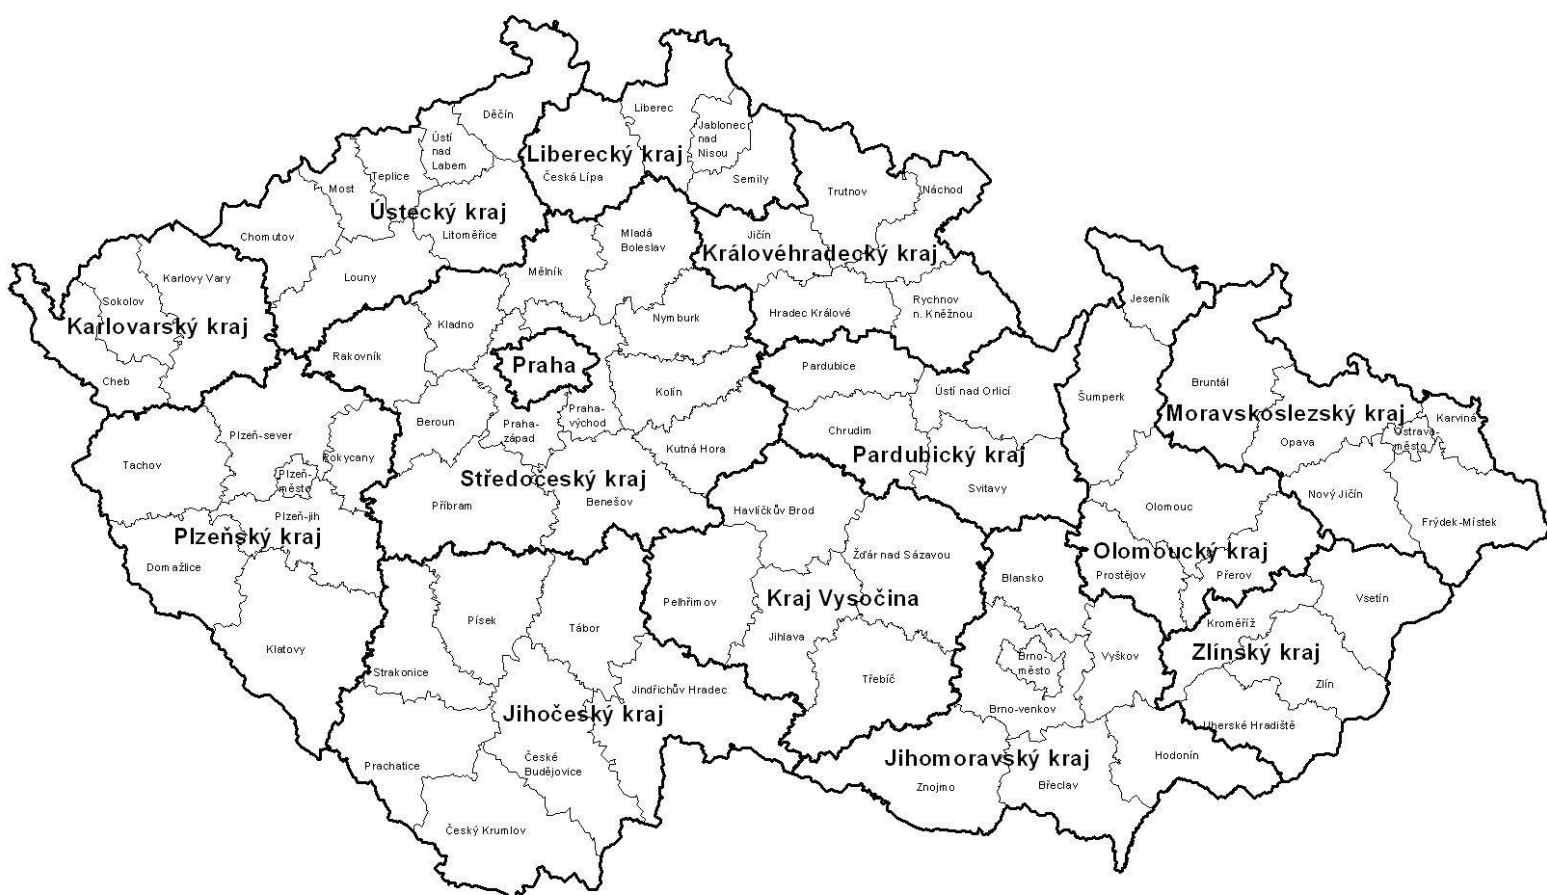 Děčín
Liberec
Jablonec
nad
Nisou
Ústí
nad
Labem
Liberecký kraj
Česká Lípa
Semily
Teplice
Most
Ústecký kraj
Litoměřice
Chomutov
Louny
Trutnov
Náchod
Jičín
Královéhradecký kraj
Hradec Králové
Rychnov
n. Kněžnou
Mladá
Boleslav
Mělník
Nymburk
Karlovy Vary
Sokolov
Karlovarský kraj
Cheb
Kladno
Rakovník
Praha
Kolín
Beroun
Praha-
západ
Praha-
východ
Kutná Hora
Středočeský kraj
Příbram
Benešov
Pardubice
Ústí nad Orlicí
Chrudim
Pardubický kraj
Svitavy
Jeseník
Šumperk
Olomouc
Olomoucký kraj
Prostějov
Přerov
Bruntál
Moravskoslezský kraj
Opava
Ostrava-
město
Karviná
Nový Jičín
Frýdek-Místek
Tachov
Plzeň-sever
Rokycany
Plzeň-
město
Plzeň-jih
Plzeňský kraj
Domažlice
Klatovy
Havlíčkův Brod
Žďár nad Sázavou
Pelhřimov
Kraj Vysočina
Jihlava
Třebíč
Písek
Tábor
Strakonice
Jindřichův Hradec
Jihočeský kraj
Prachatice
České
Budějovice
Český Krumlov
Blansko
Brno-
město
Vyškov
Brno-venkov
Jihomoravský kraj
Znojmo
Břeclav
Hodonín
Vsetín
Kroměříž
Zlínský kraj
Zlín
Uherské Hradiště